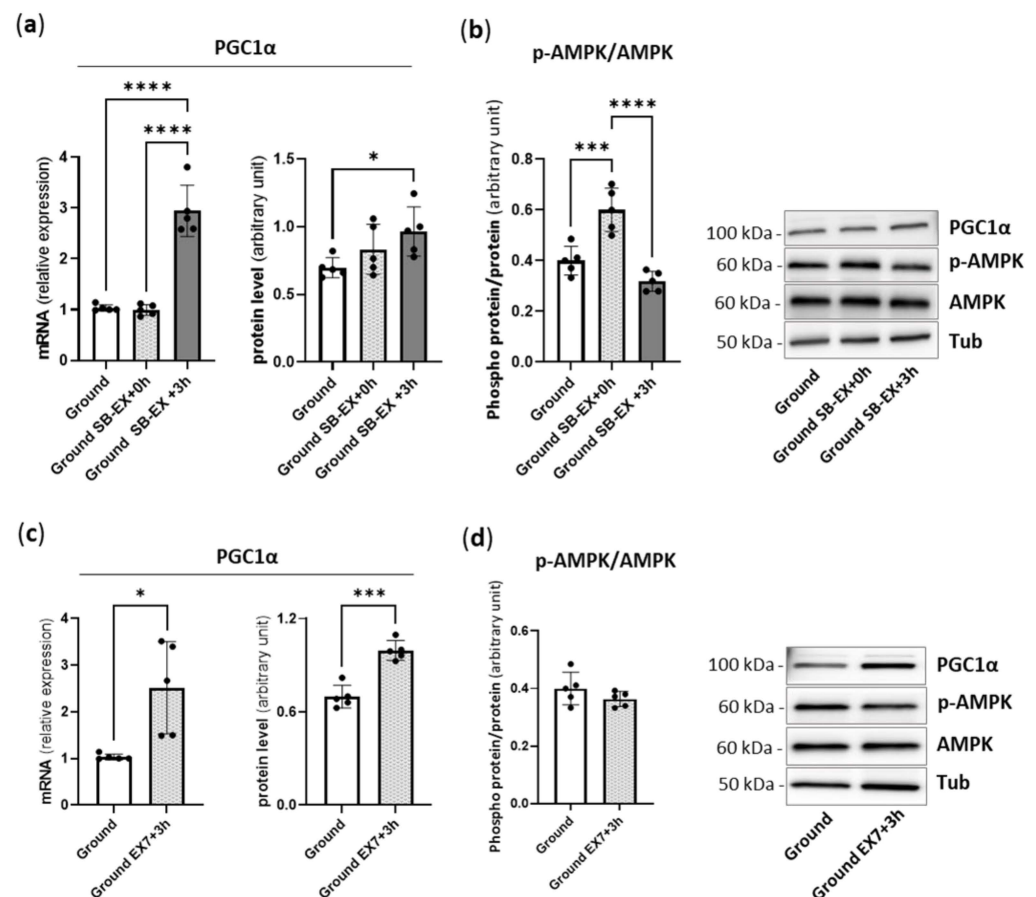 (a)
PGC1α
****
****
mRNA (relative expression)
4
3
2
1
0
Ground
Ground SB-EX+0h
Ground SB-EX +3h
*
protein level (arbitrary unit)
1.5
1.0
0.5
0.0
Ground
Ground SB-EX+0h
Ground SB-EX +3h
(b)
p-AMPK/AMPK
****
***
Phospho protein/protein (arbitrary unit)
0.8
0.6
0.4
0.2
0.0
Ground
Ground SB-EX+0h
Ground SB-EX +3h
100 kDa - PGC1α
60 kDa - p-AMPK
60 kDa - AMPK
50 kDa - Tub
Ground
Ground SB-EX+0h
Ground SB-EX+3h
(c)
PGC1α
*
mRNA (relative expression)
4
3
2
1
0
Ground
Ground EX7+3h
***
protein level (arbitrary unit)
1.2
0.6
0.0
Ground
Ground EX7+3h
(d)
p-AMPK/AMPK
Phospho protein/protein (arbitrary unit)
0.6
0.4
0.2
0.0
Ground
Ground EX7+3h
100 kDa - PGC1α
60 kDa - p-AMPK
60 kDa - AMPK
50 kDa - Tub
Ground
Ground EX7+3h